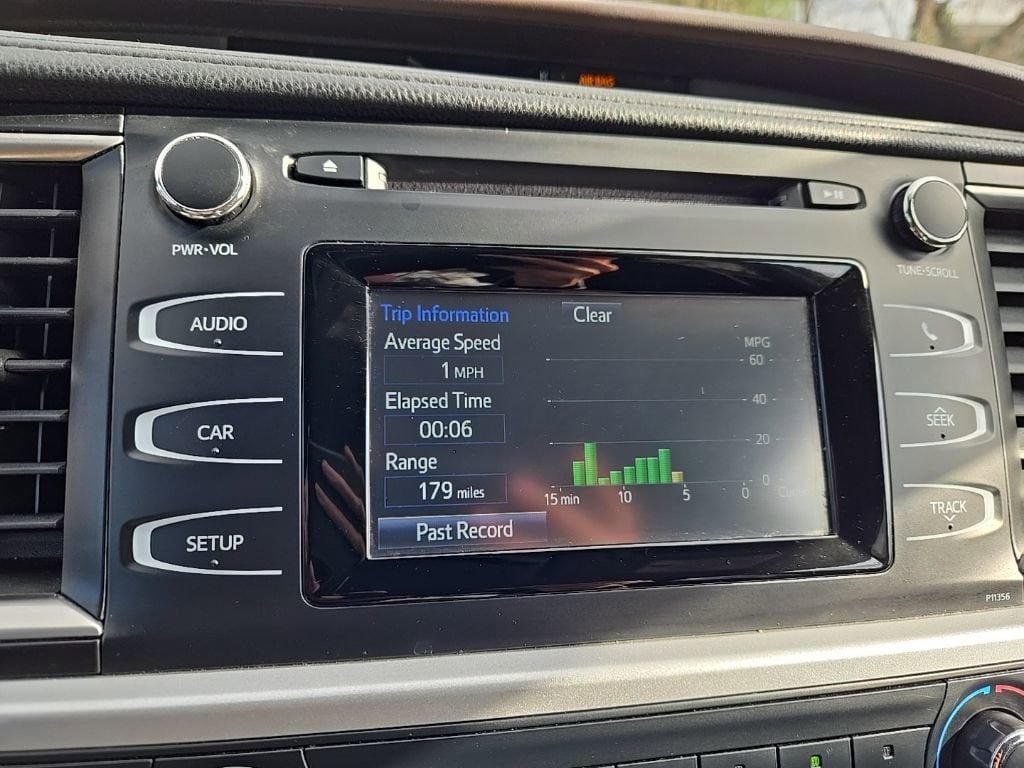 PWR•VOL
TUNE•SCROLL
AUDIO
CAR
SETUP
SEEK
TRACK
Trip Information
Clear
Average Speed
1 MPH
Elapsed Time
00:06
Range
179 miles
Past Record
MPG
60
40
20
0
15 min 10 5 0
P11356